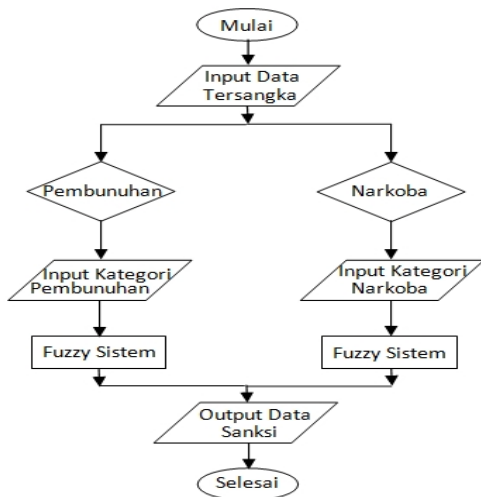 Mulai
Input Data
Tersangka
Pembunuhan
Narkoba
Input Kategori
Pembunuhan
Input Kategori
Narkoba
Fuzzy Sistem
Fuzzy Sistem
Output Data
Sanksi
Selesai